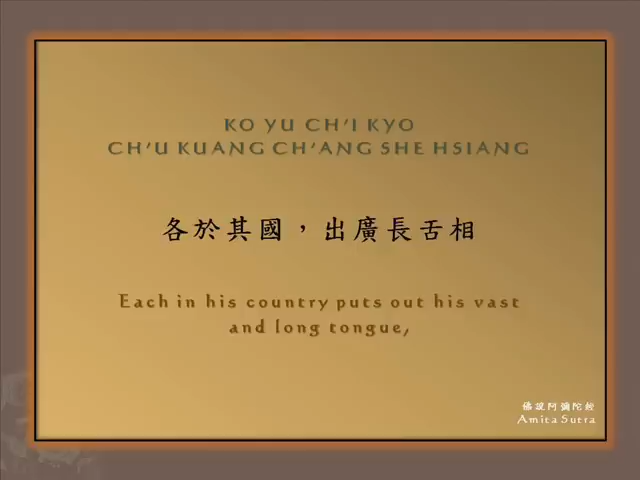 KO YU CH'I KYO
CH'U KUANG CH'ANG SHE HSIANG
各於其國，出廣長舌相
Each in his country puts out his vast
and long tongue,
佛說阿彌陀經
Amita Sutra